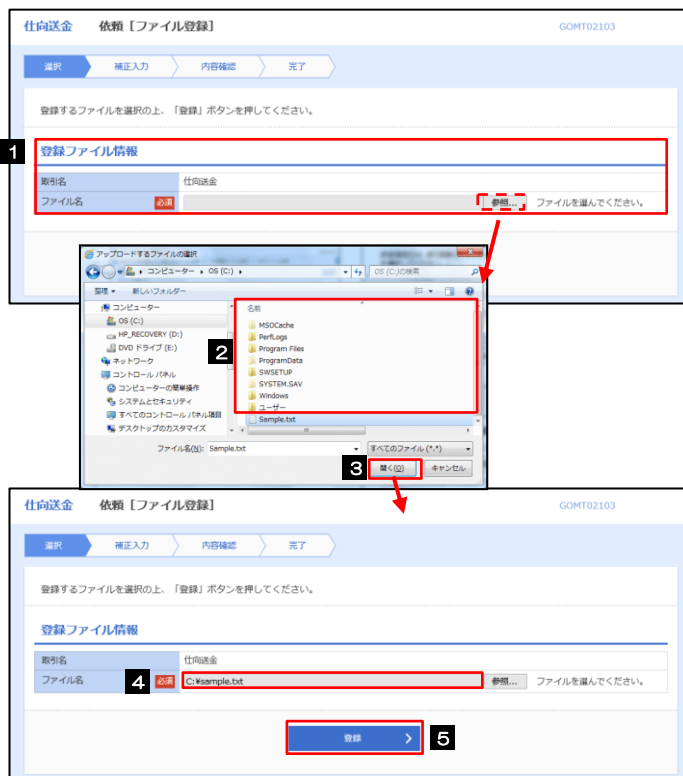 仕向送金 依頼［ファイル登録］ GOMT02103
選択 補正入力 内容確認 完了
登録するファイルを選択の上、「登録」ボタンを押してください。
1
登録ファイル情報
取引名 仕向送金
ファイル名 必須 参照... ファイルを選んでください。
アップロードするファイルの選択
コンピューター OS (C:) OS (C:)の検索
整理 新しいフォルダー
コンピューター
OS (C:)
HP_RECOVERY (D:)
DVD ドライブ (E:)
ネットワーク
コントロール パネル
コンピューターの簡単操作
システムとセキュリティ
すべてのコントロール パネル項目
デスクトップのカスタマイズ
2
名前
MSOCache
PerfLogs
Program Files
ProgramData
SWSETUP
SYSTEM.SAV
Windows
ユーザー
Sample.txt
ファイル名(N): Sample.txt すべてのファイル (*.*)
3 開く(O) キャンセル
仕向送金 依頼［ファイル登録］ GOMT02103
選択 補正入力 内容確認 完了
登録するファイルを選択の上、「登録」ボタンを押してください。
登録ファイル情報
取引名 仕向送金
ファイル名 4 必須 C:¥sample.txt 参照... ファイルを選んでください。
登録 5